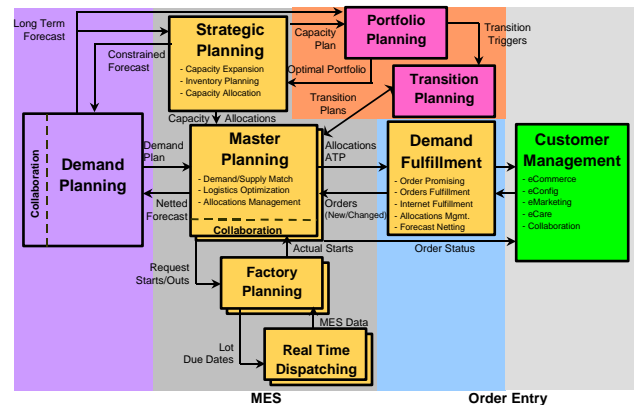 Long Term
Forecast
Constrained
Forecast
Strategic
Planning
- Capacity Expansion
- Inventory Planning
- Capacity Allocation
Capacity
Plan
Optimal Portfolio
Portfolio
Planning
Transition
Triggers
Transition
Planning
Transition
Plans
Capacity Allocations
Collaboration
Demand
Planning
Demand
Plan
Netted
Forecast
Master
Planning
- Demand/Supply Match
- Logistics Optimization
- Allocations Management
Collaboration
Allocations
ATP
Orders
(New/Changed)
Demand
Fulfillment
- Order Promising
- Orders Fulfillment
- Internet Fulfillment
- Allocations Mgmt.
- Forecast Netting
Customer
Management
- eCommerce
- eConfig
- eMarketing
- eCare
- Collaboration
Actual Starts
Order Status
Request
Starts/Outs
Factory
Planning
MES Data
Lot
Due Dates
Real Time
Dispatching
MES
Order Entry